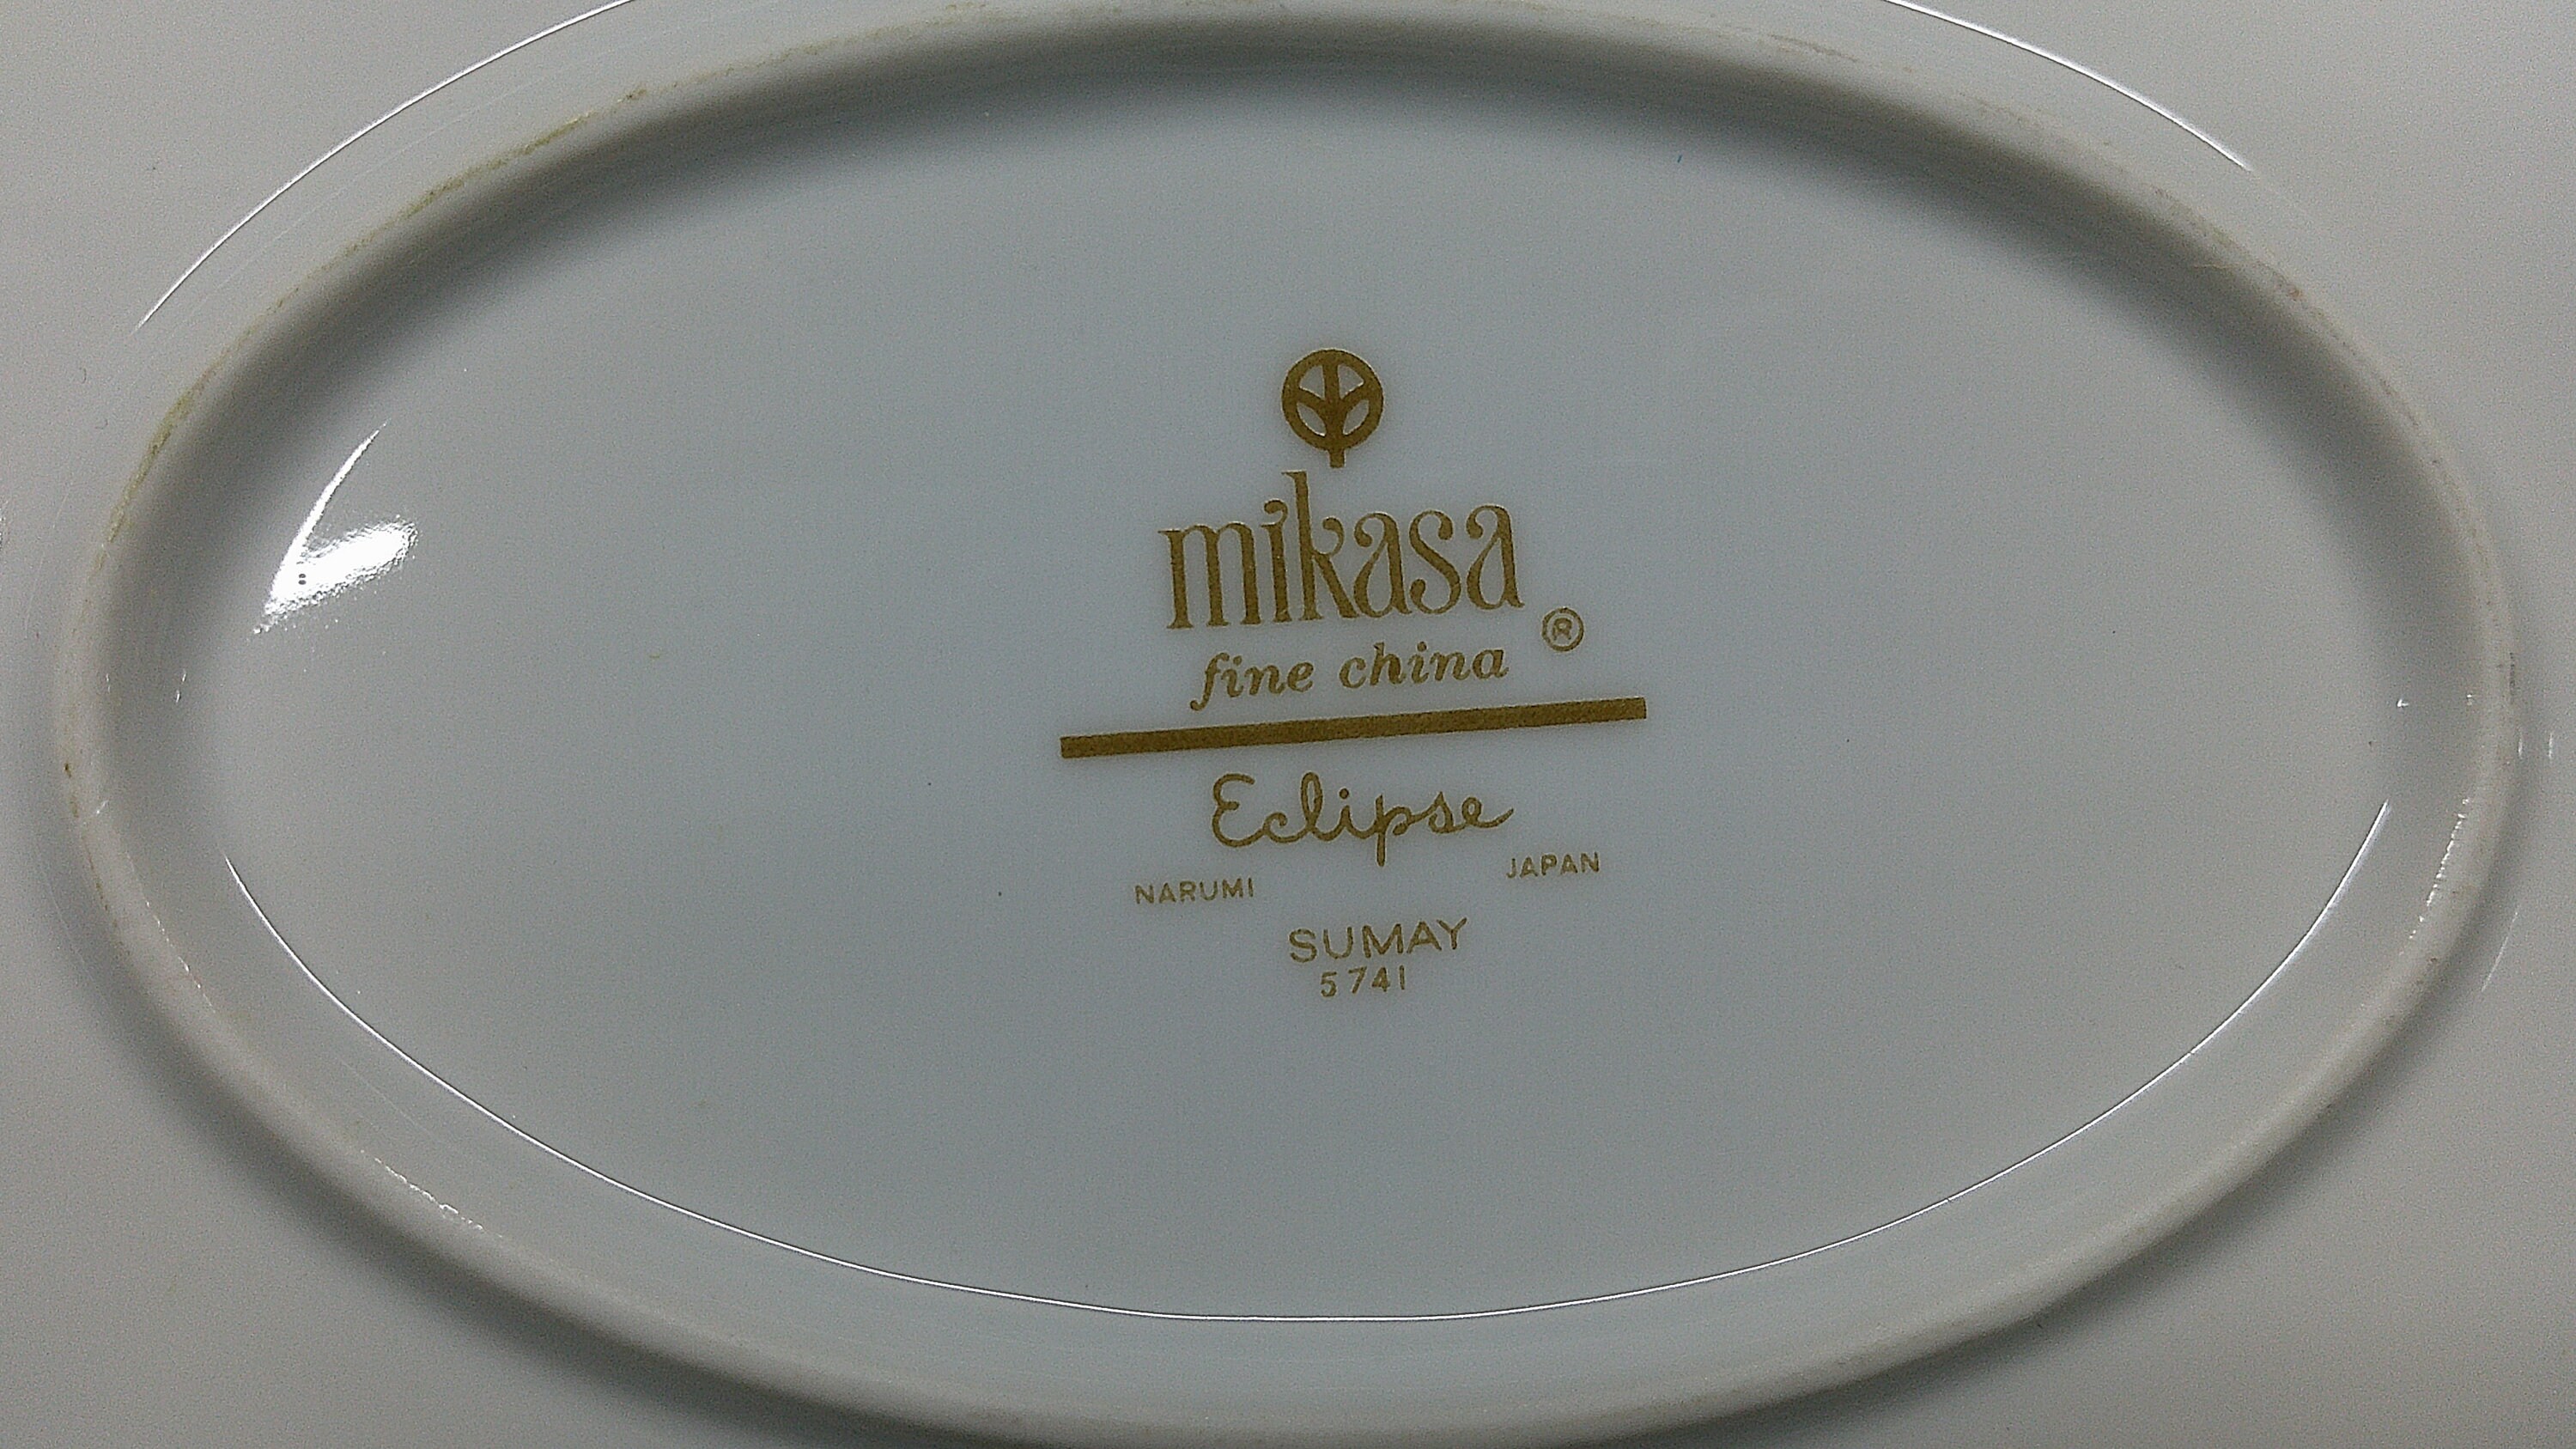 mikasa
®
fine china
Eclipse
NARUMI JAPAN
SUMAY
5741